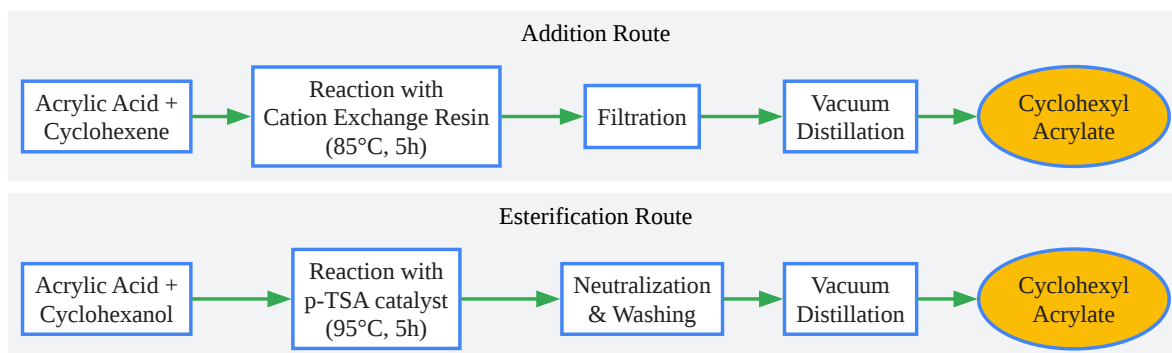 Addition Route
Acrylic Acid +
Cyclohexene
Reaction with
Cation Exchange Resin
(85°C, 5h)
Filtration
Vacuum
Distillation
Cyclohexyl
Acrylate
Esterification Route
Acrylic Acid +
Cyclohexanol
Reaction with
p-TSA catalyst
(95°C, 5h)
Neutralization
& Washing
Vacuum
Distillation
Cyclohexyl
Acrylate